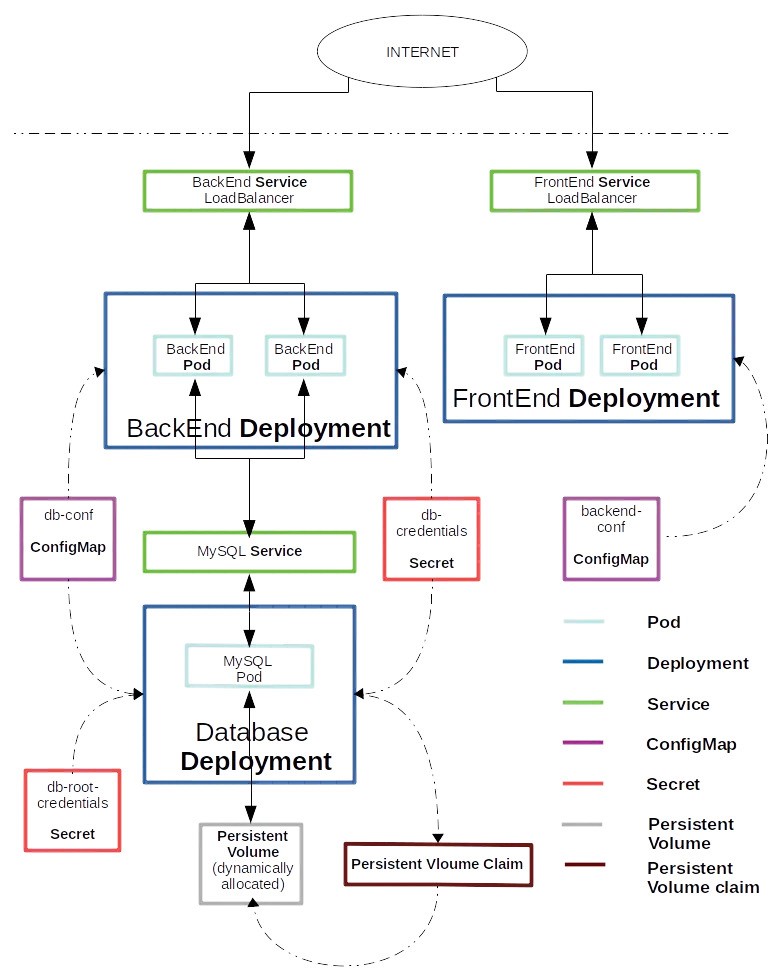 INTERNET
BackEnd Service
LoadBalancer
FrontEnd Service
LoadBalancer
BackEnd
Pod
BackEnd
Pod
FrontEnd
Pod
FrontEnd
Pod
BackEnd Deployment
FrontEnd Deployment
db-conf
ConfigMap
db-
credentials
Secret
backend-
conf
ConfigMap
MySQL Service
MySQL
Pod
Database
Deployment
db-root-
credentials
Secret
Persistent
Volume
(dynamically
allocated)
Persistent Vloume Claim
Pod
Deployment
Service
ConfigMap
Secret
Persistent
Volume
Persistent
Volume claim